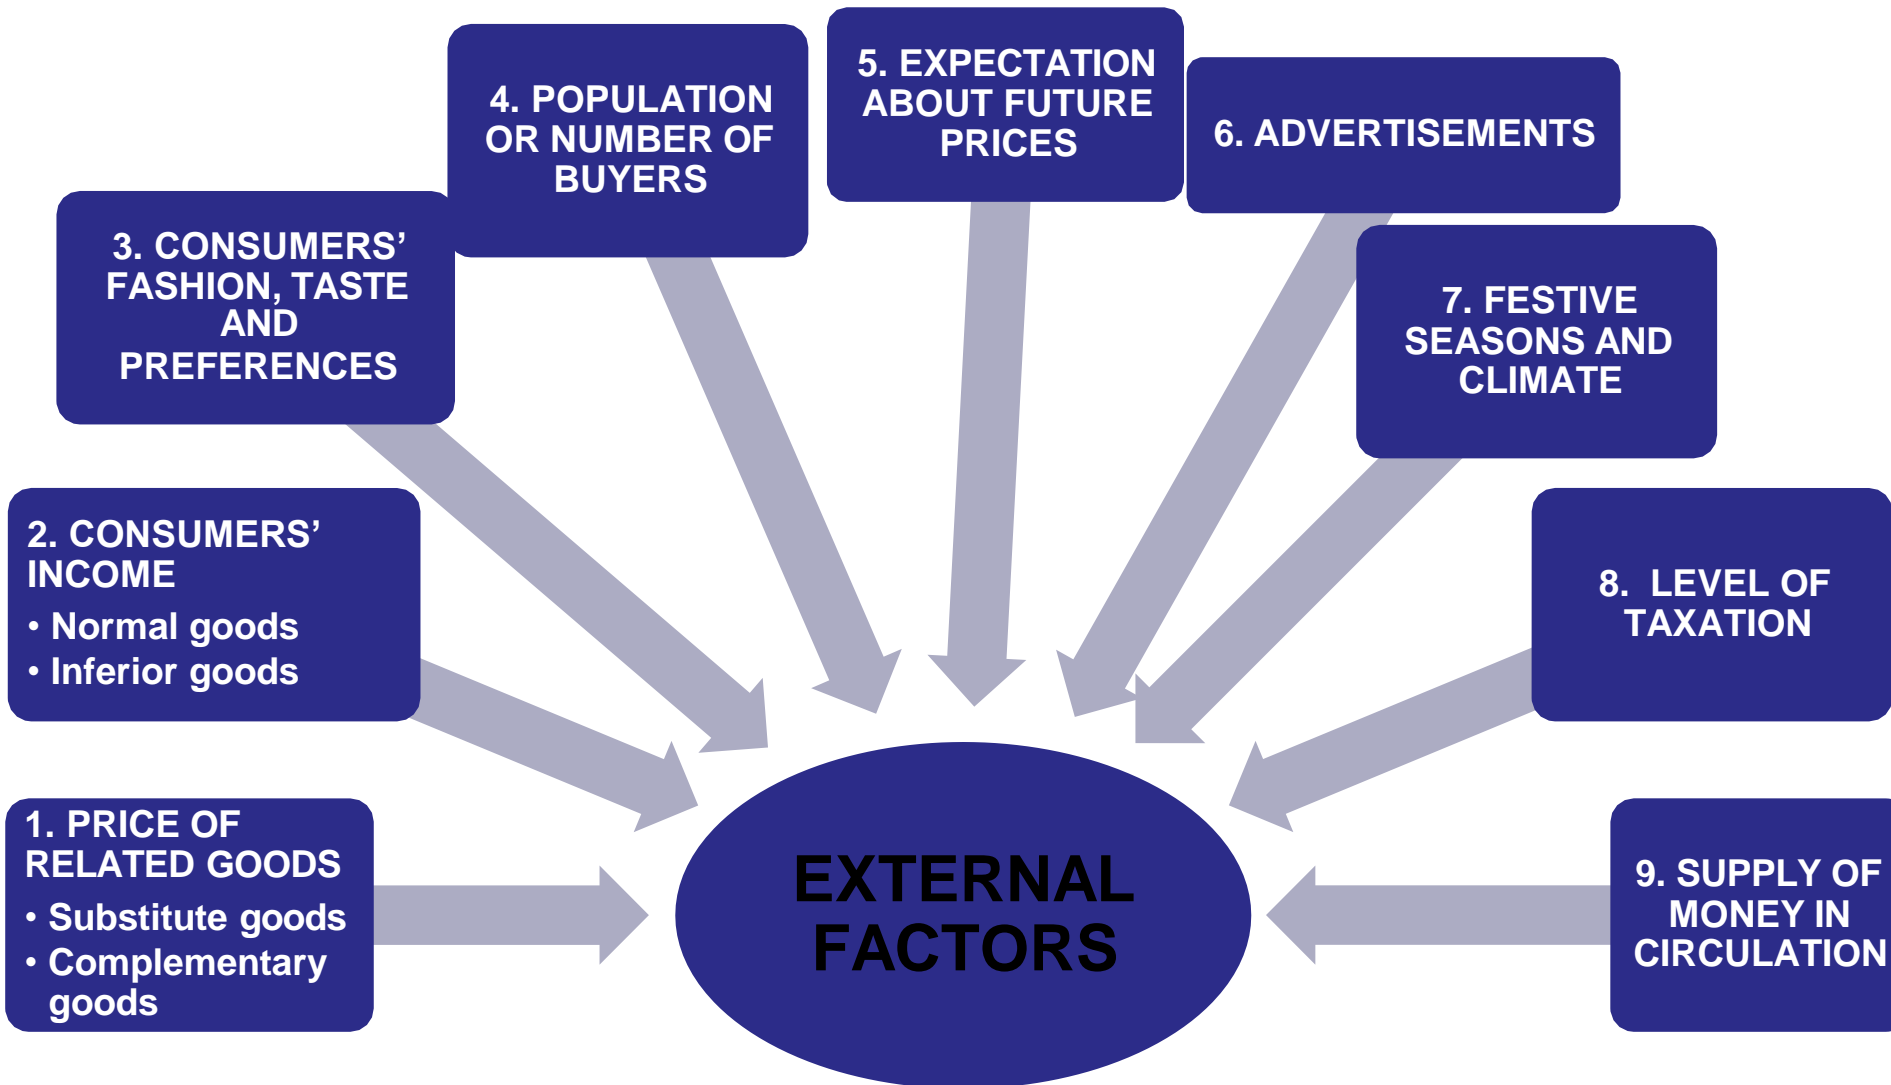 1. PRICE OF
RELATED GOODS
• Substitute goods
• Complementary
goods
2. CONSUMERS’
INCOME
• Normal goods
• Inferior goods
3. CONSUMERS’
FASHION, TASTE
AND
PREFERENCES
4. POPULATION
OR NUMBER OF
BUYERS
5. EXPECTATION
ABOUT FUTURE
PRICES
6. ADVERTISEMENTS
7. FESTIVE
SEASONS AND
CLIMATE
8. LEVEL OF
TAXATION
9. SUPPLY OF
MONEY IN
CIRCULATION
EXTERNAL
FACTORS